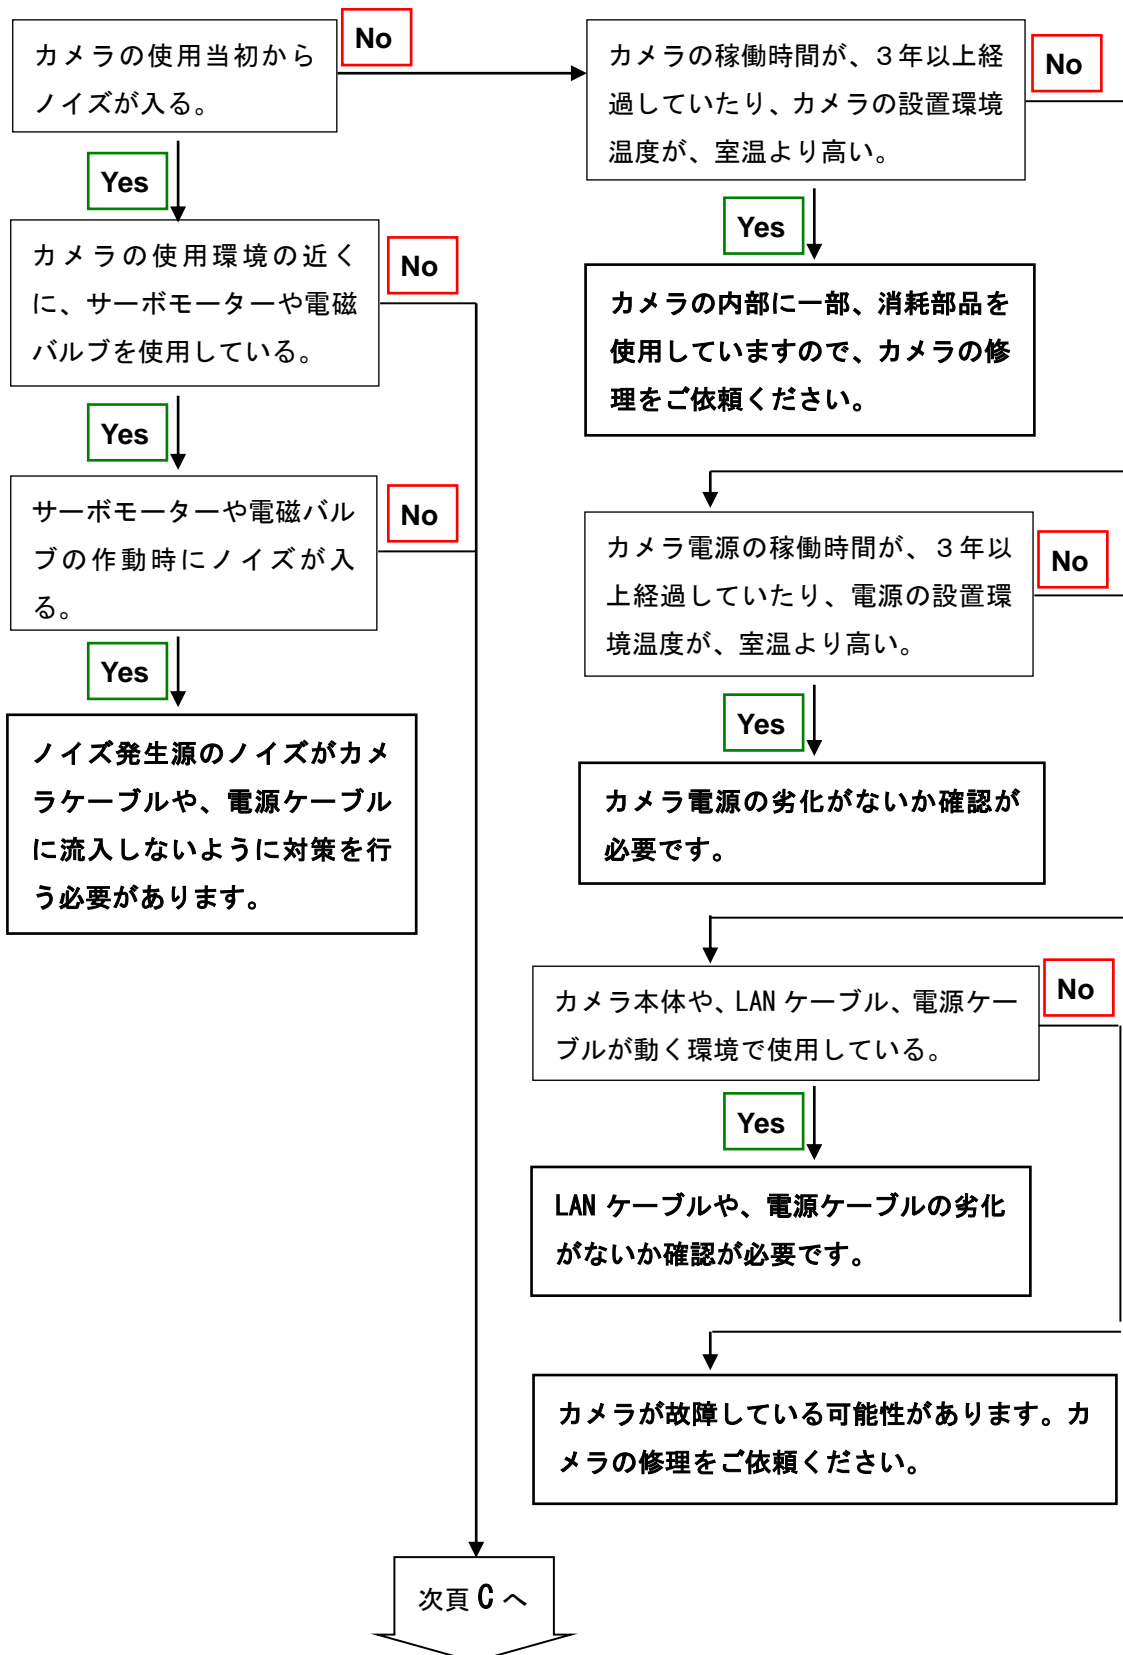 カメラの使用当初から
ノイズが入る。
No
Yes
カメラの使用環境の近く
に、サーボモーターや電磁
バルブを使用している。
No
Yes
サーボモーターや電磁バル
ブの作動時にノイズが入
る。
No
Yes
ノイズ発生源のノイズがカメ
ラケーブルや、電源ケーブル
に流入しないように対策を行
う必要があります。
カメラの稼働時間が、３年以上経
過していたり、カメラの設置環境
温度が、室温より高い。
No
Yes
カメラの内部に一部、消耗部品を
使用していますので、カメラの修
理をご依頼ください。
カメラ電源の稼働時間が、３年以
上経過していたり、電源の設置環
境温度が、室温より高い。
No
Yes
カメラ電源の劣化がないか確認が
必要です。
カメラ本体や、LAN ケーブル、電源ケー
ブルが動く環境で使用している。
No
Yes
LAN ケーブルや、電源ケーブルの劣化
がないか確認が必要です。
カメラが故障している可能性があります。カ
メラの修理をご依頼ください。
次頁 C へ